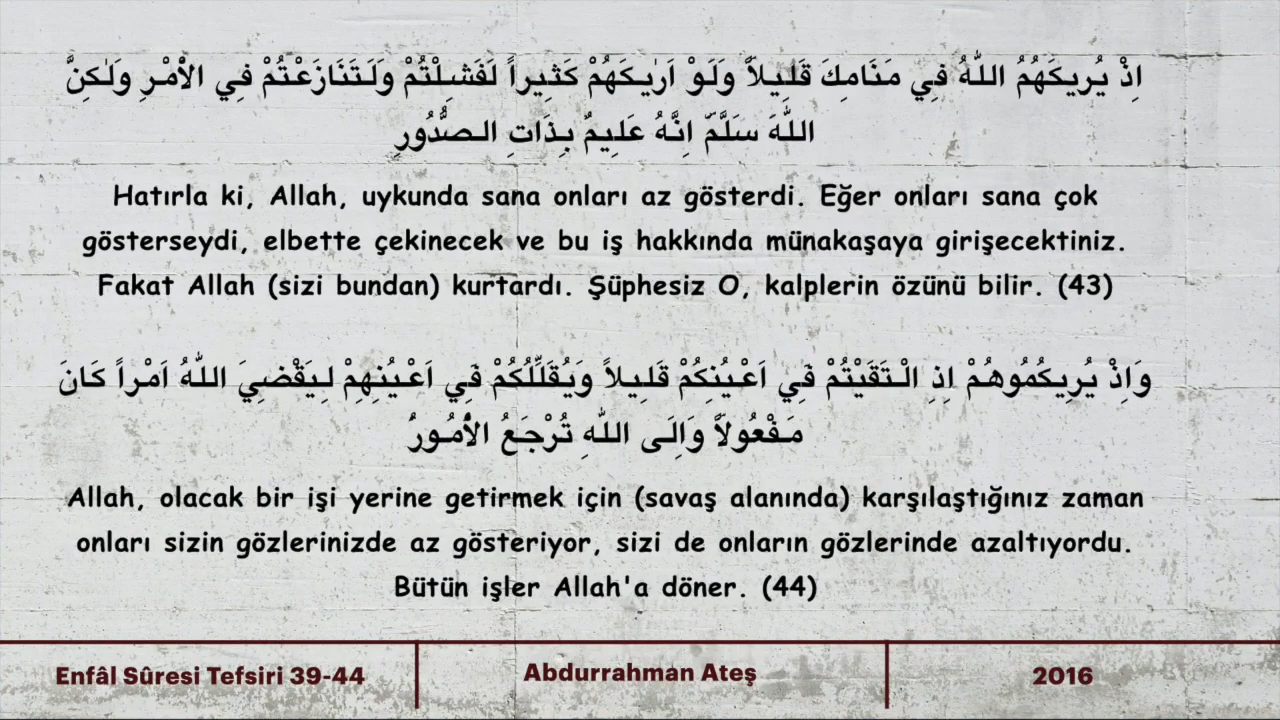 اِذْ يُرِيكَهُمُ اللّٰهُ فِي مَنَامِكَ قَلِيلاًۜ وَلَوْ اَرٰيكَهُمْ كَثِيراً لَفَشِلْتُمْ وَلَتَنَازَعْتُمْ فِي الْاَمْرِ وَلٰكِنَّ
اللّٰهَ سَلَّمَۜ اِنَّهُ عَلِيمٌ بِذَاتِ الصُّدُورِ
Hatırla ki, Allah, uykunda sana onları az gösterdi. Eğer onları sana çok
gösterseydi, elbette çekinecek ve bu iş hakkında münakaşaya girişecektiniz.
Fakat Allah (sizi bundan) kurtardı. Şüphesiz O, kalplerin özünü bilir. (43)
وَاِذْ يُرِيكُمُوهُمْ اِذِ الْتَقَيْتُمْ فِي اَعْيُنِكُمْ قَلِيلاً وَيُقَلِّلُكُمْ فِي اَعْيُنِهِمْ لِيَقْضِيَ اللّٰهُ اَمْراً كَانَ
مَفْعُولاًۜ وَاِلَى اللّٰهِ تُرْجَعُ الْاُمُورُ
Allah, olacak bir işi yerine getirmek için (savaş alanında) karşılaştığınız zaman
onları sizin gözlerinizde az gösteriyor, sizi de onların gözlerinde azaltıyordu.
Bütün işler Allah'a döner. (44)
Enfâl Sûresi Tefsiri 39-44
Abdurrahman Ateş
2016